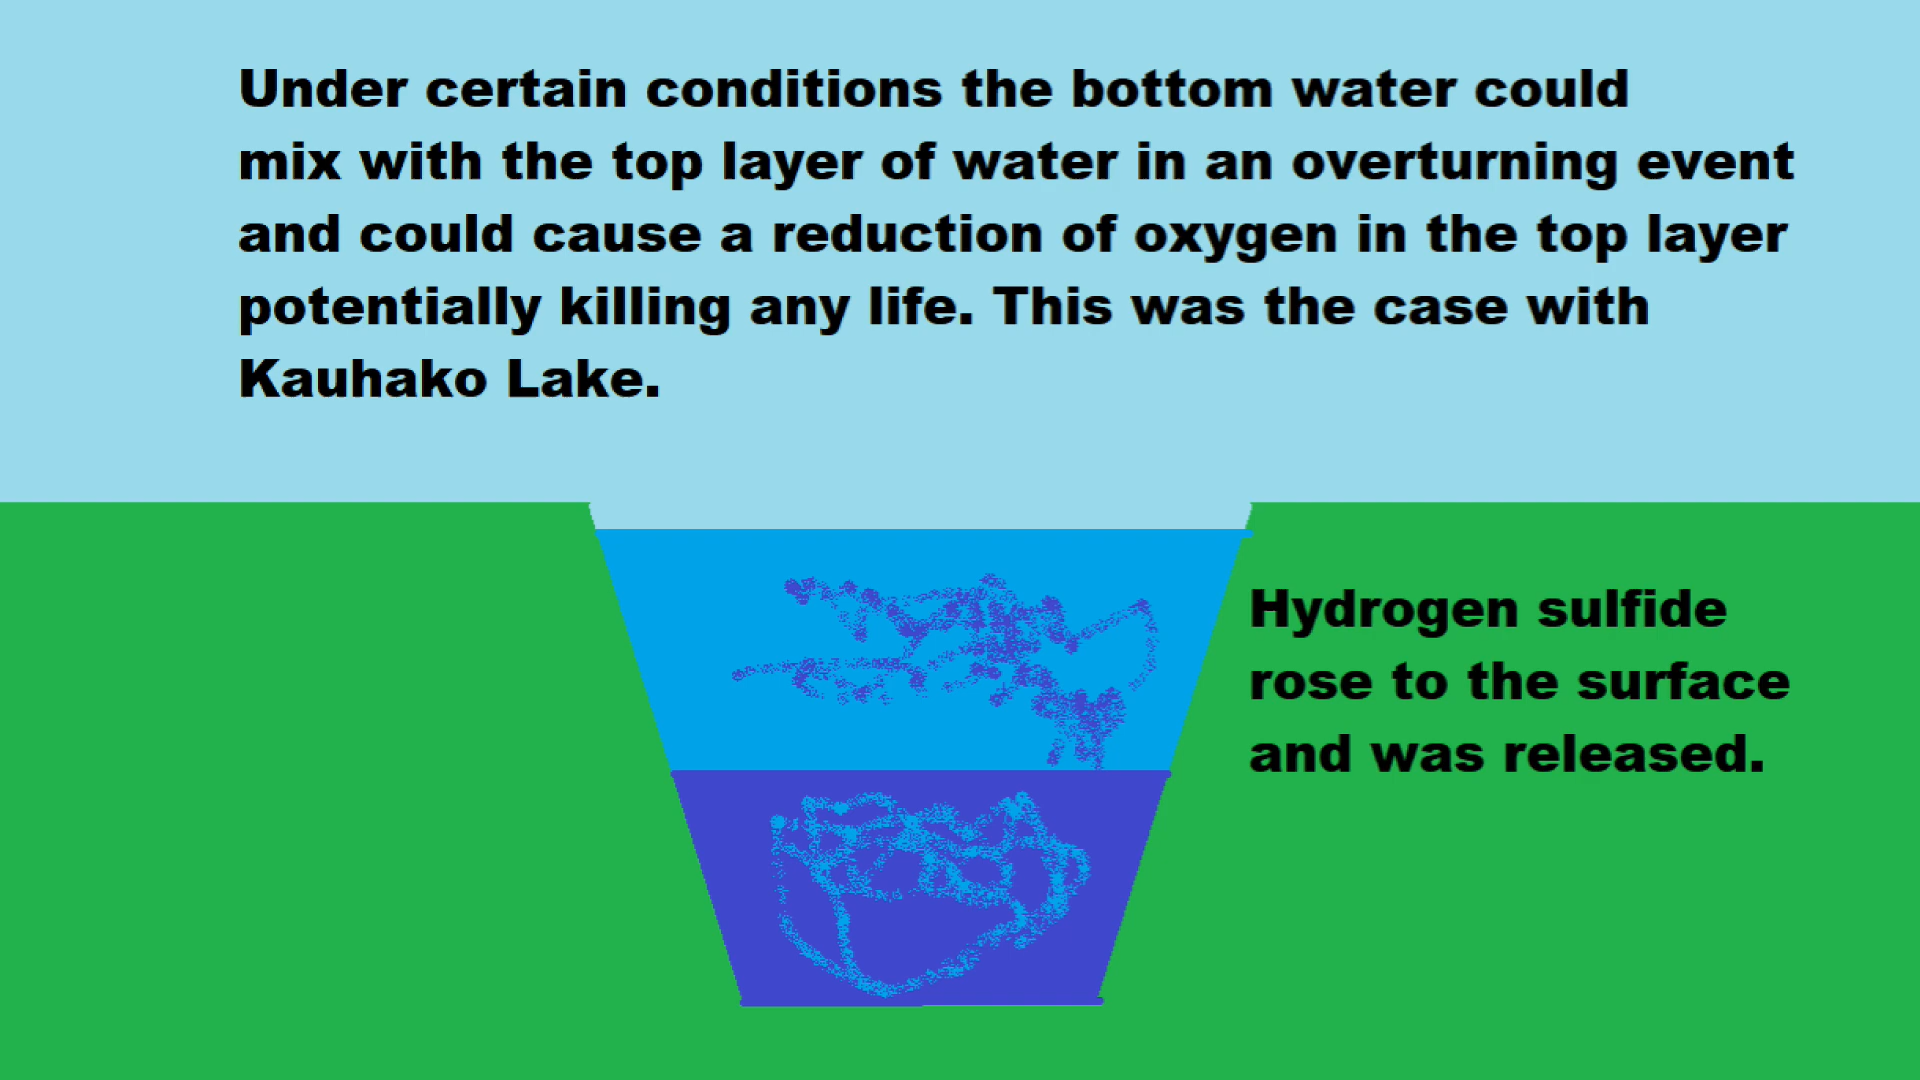 Under certain conditions the bottom water could
mix with the top layer of water in an overturning event
and could cause a reduction of oxygen in the top layer
potentially killing any life. This was the case with
Kauhako Lake.
Hydrogen sulfide
rose to the surface
and was released.